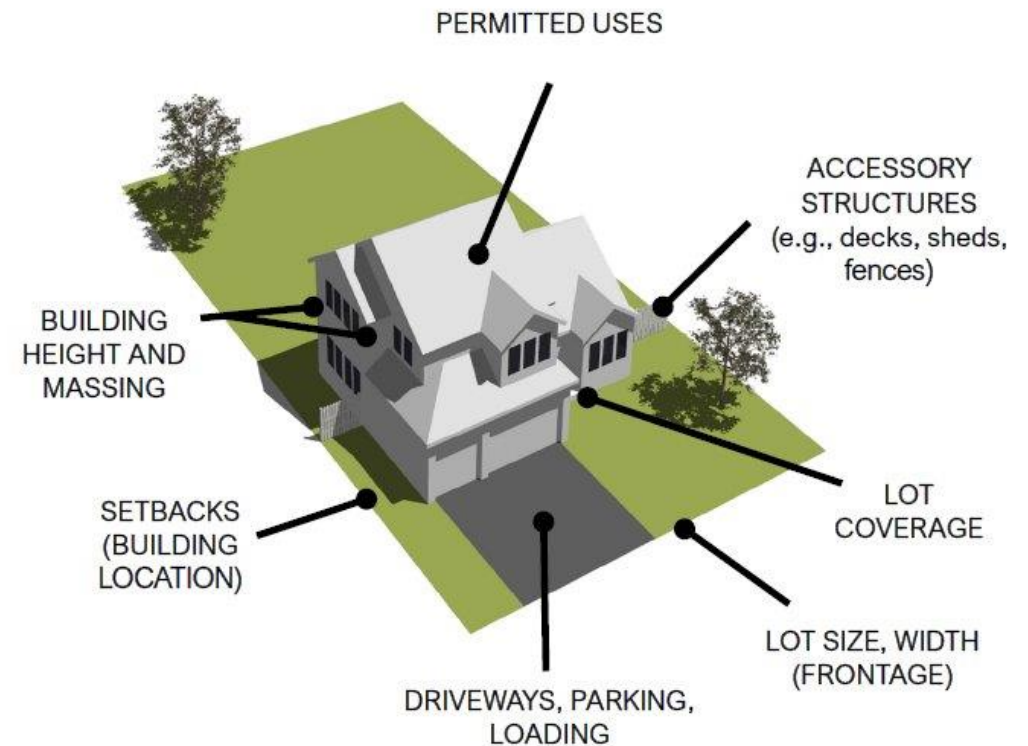 PERMITTED USES
ACCESSORY
STRUCTURES
(e.g., decks, sheds,
fences)
BUILDING
HEIGHT AND
MASSING
SETBACKS
(BUILDING
LOCATION)
LOT
COVERAGE
LOT SIZE, WIDTH
(FRONTAGE)
DRIVEWAYS, PARKING,
LOADING